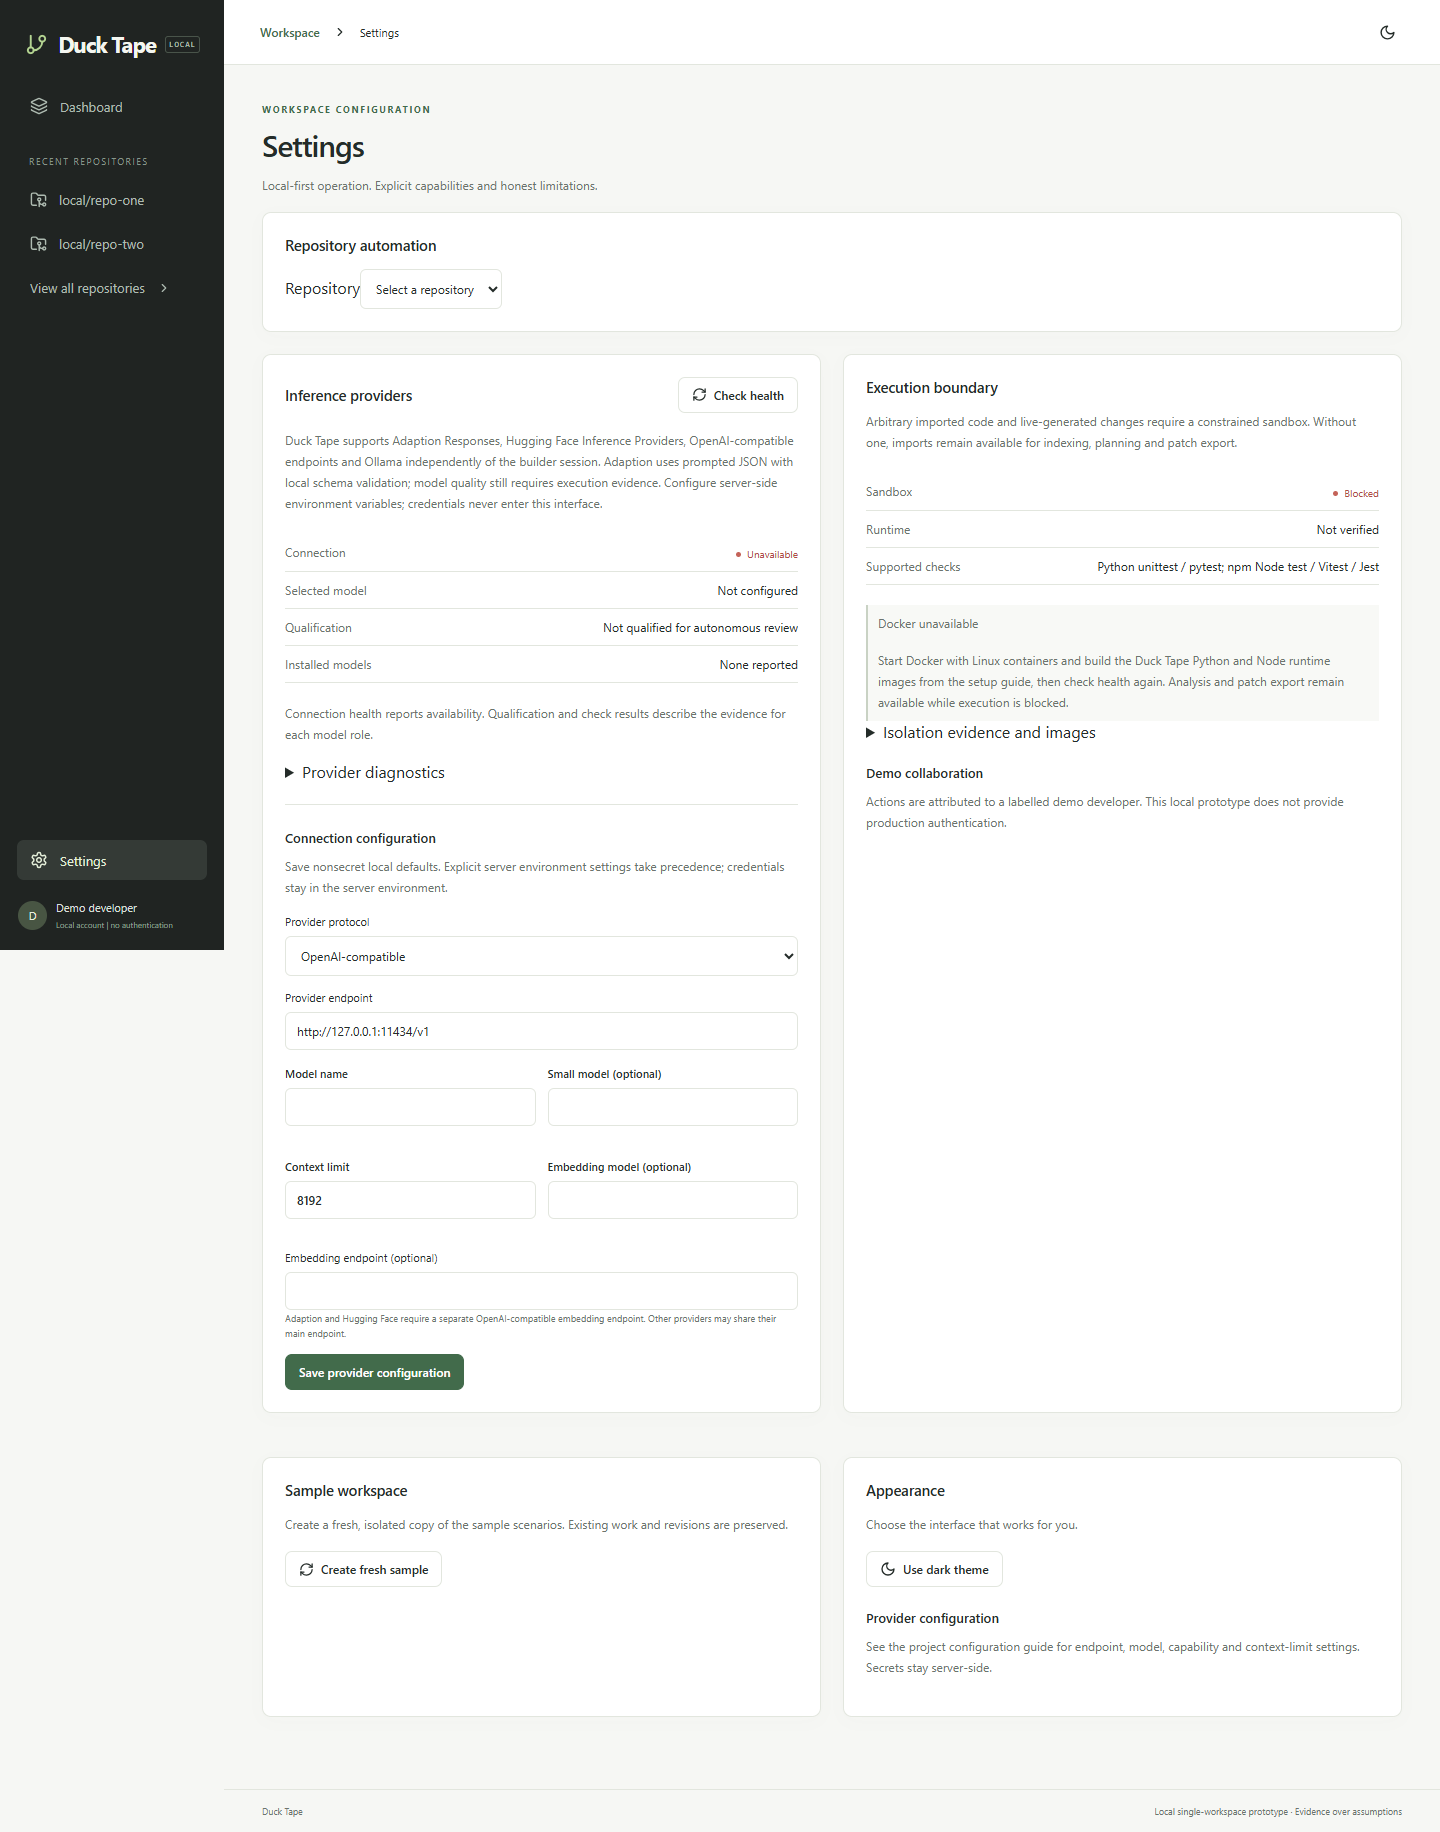 Duck Tape LOCAL
Dashboard
RECENT REPOSITORIES
local/repo-one
local/repo-two
View all repositories
Settings
D
Demo developer
Local account | no authentication
Workspace
Settings
WORKSPACE CONFIGURATION
Settings
Local-first operation. Explicit capabilities and honest limitations.
Repository automation
Repository
Select a repository
Inference providers
Check health
Duck Tape supports Adaption Responses, Hugging Face Inference Providers, OpenAI-compatible
endpoints and Ollama independently of the builder session. Adaption uses prompted JSON with
local schema validation; model quality still requires execution evidence. Configure server-side
environment variables; credentials never enter this interface.
Connection
Unavailable
Selected model
Not configured
Qualification
Not qualified for autonomous review
Installed models
None reported
Connection health reports availability. Qualification and check results describe the evidence for
each model role.
Provider diagnostics
Connection configuration
Save nonsecret local defaults. Explicit server environment settings take precedence; credentials
stay in the server environment.
Provider protocol
OpenAI-compatible
Provider endpoint
http://127.0.0.1:11434/v1
Model name
Small model (optional)
Context limit
Embedding model (optional)
8192
Embedding endpoint (optional)
Adaption and Hugging Face require a separate OpenAI-compatible embedding endpoint. Other providers may share their
main endpoint.
Save provider configuration
Execution boundary
Arbitrary imported code and live-generated changes require a constrained sandbox. Without
one, imports remain available for indexing, planning and patch export.
Sandbox
Blocked
Runtime
Not verified
Supported checks
Python unittest / pytest; npm Node test / Vitest / Jest
Docker unavailable
Start Docker with Linux containers and build the Duck Tape Python and Node runtime
images from the setup guide, then check health again. Analysis and patch export remain
available while execution is blocked.
Isolation evidence and images
Demo collaboration
Actions are attributed to a labelled demo developer. This local prototype does not provide
production authentication.
Sample workspace
Create a fresh, isolated copy of the sample scenarios. Existing work and revisions are preserved.
Create fresh sample
Appearance
Choose the interface that works for you.
Use dark theme
Provider configuration
See the project configuration guide for endpoint, model, capability and context-limit settings.
Secrets stay server-side.
Duck Tape
Local single-workspace prototype · Evidence over assumptions